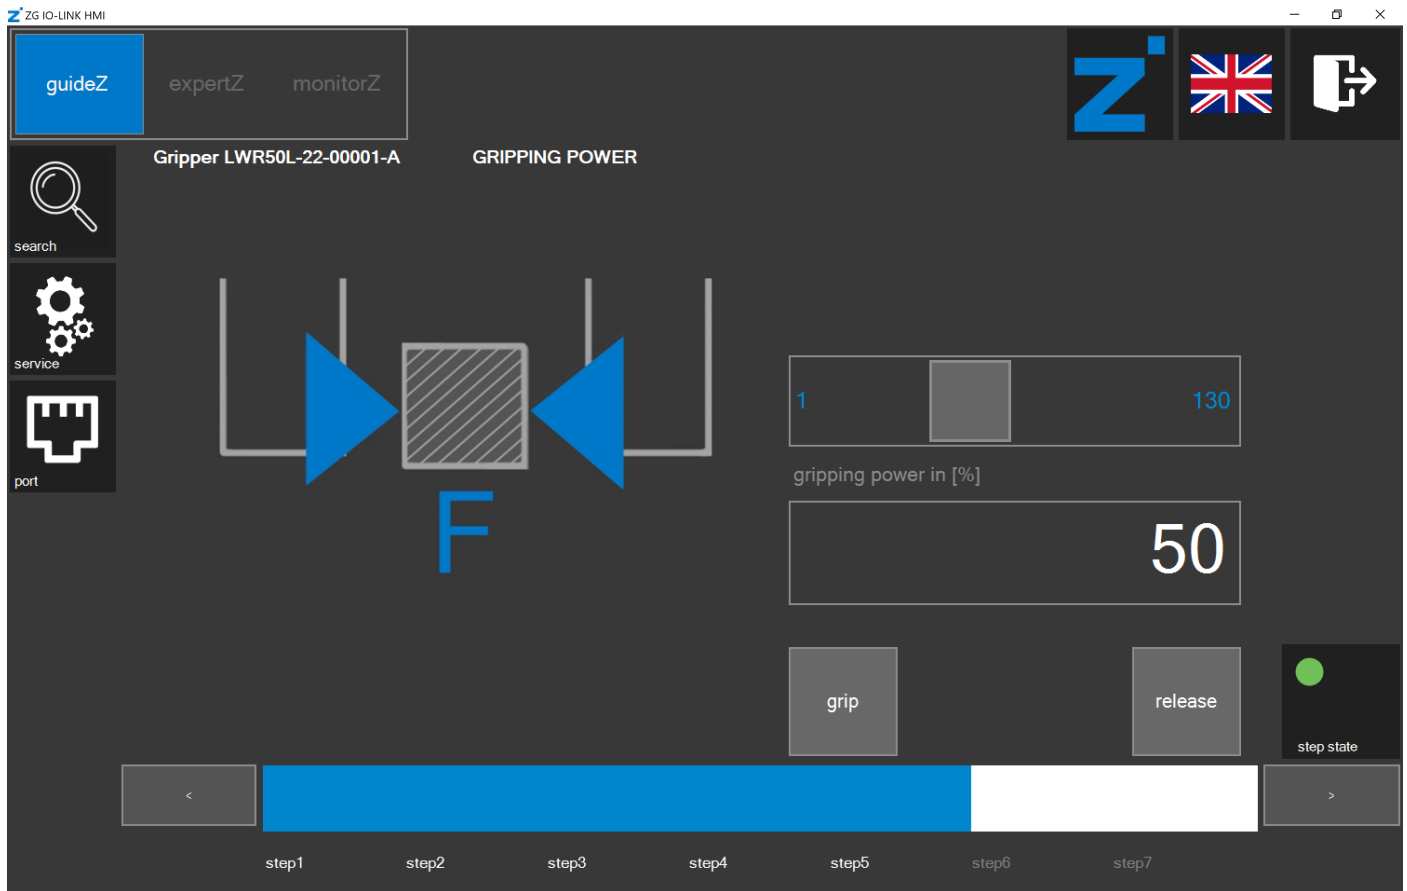 ZG IO-LINK HMI
guideZ expertZ monitorZ
Gripper LWR50L-22-00001-A GRIPPING POWER
search
service
port
1 130
gripping power in [%]
50
F
grip release
step state
< >
step1 step2 step3 step4 step5 step6 step7